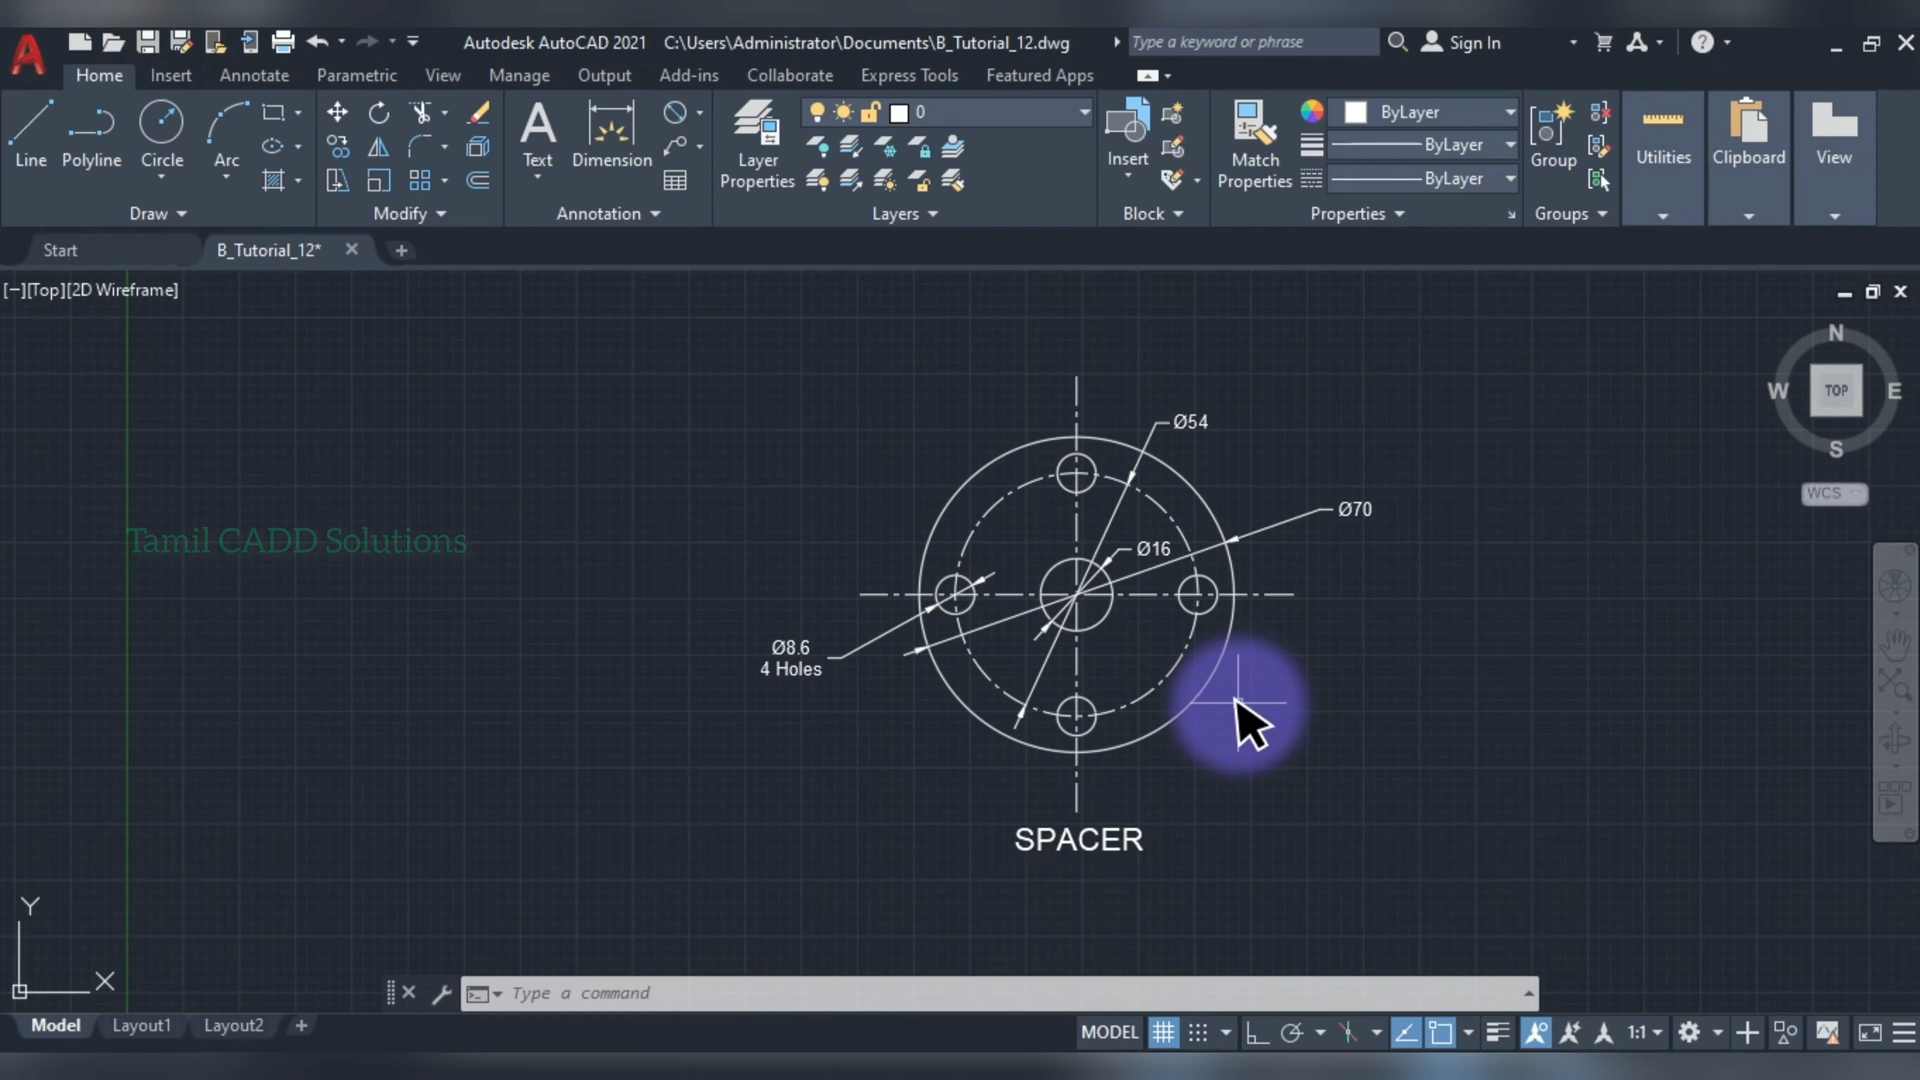 Autodesk AutoCAD 2021 C:\Users\Administrator\Documents\B_Tutorial_12.dwg Type a keyword or phrase Sign In
Home Insert Annotate Parametric View Manage Output Add-ins Collaborate Express Tools Featured Apps
0 ByLayer
ByLayer
ByLayer
Line Polyline Circle Arc Text Dimension Layer Properties Insert Match Properties Group Utilities Clipboard View
Draw Modify Annotation Layers Block Properties Groups
Start B_Tutorial_12*
[−][Top][2D Wireframe]
N
W TOP E
S
WCS
Ø54
Ø70
Ø16
Tamil CADD Solutions
Ø8.6
4 Holes
SPACER
Y
X
Type a command
Model Layout1 Layout2
MODEL 1:1